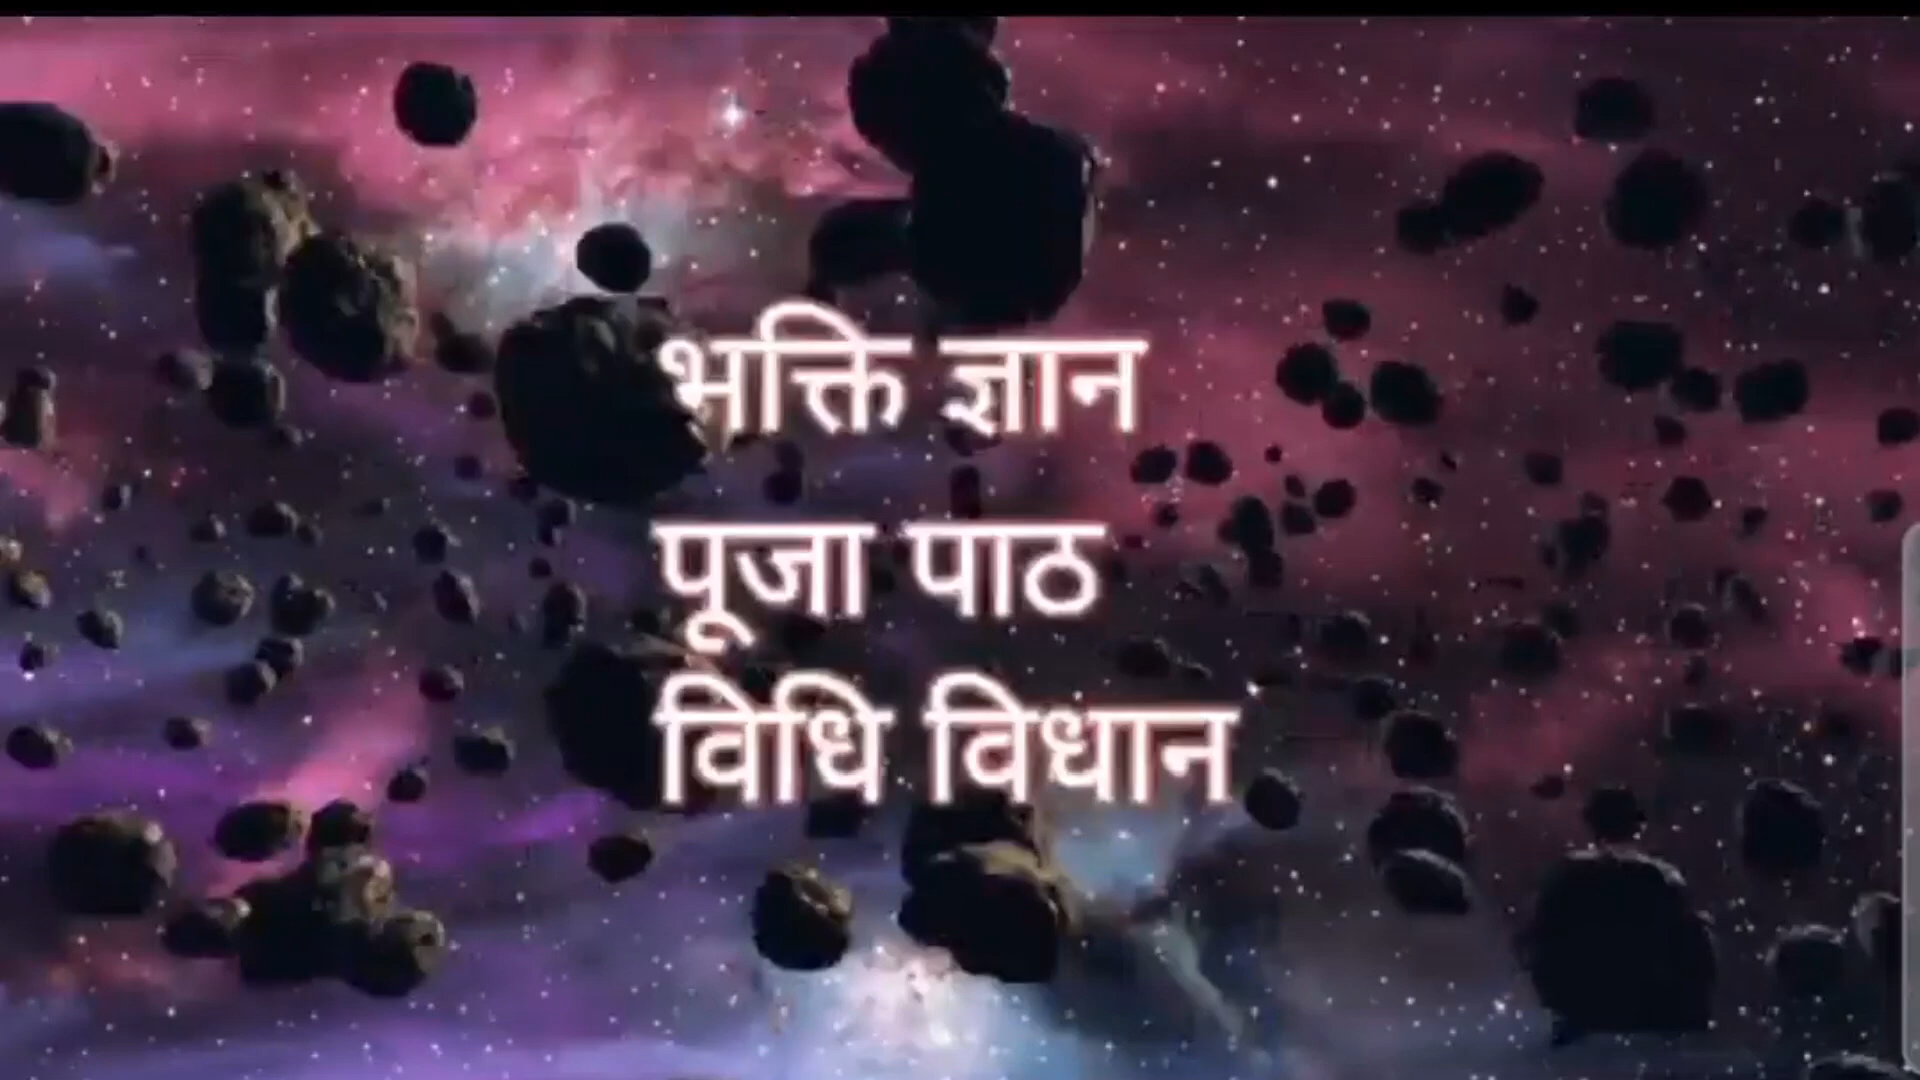 भक्ति ज्ञान
पूजा पाठ
विधि विधान